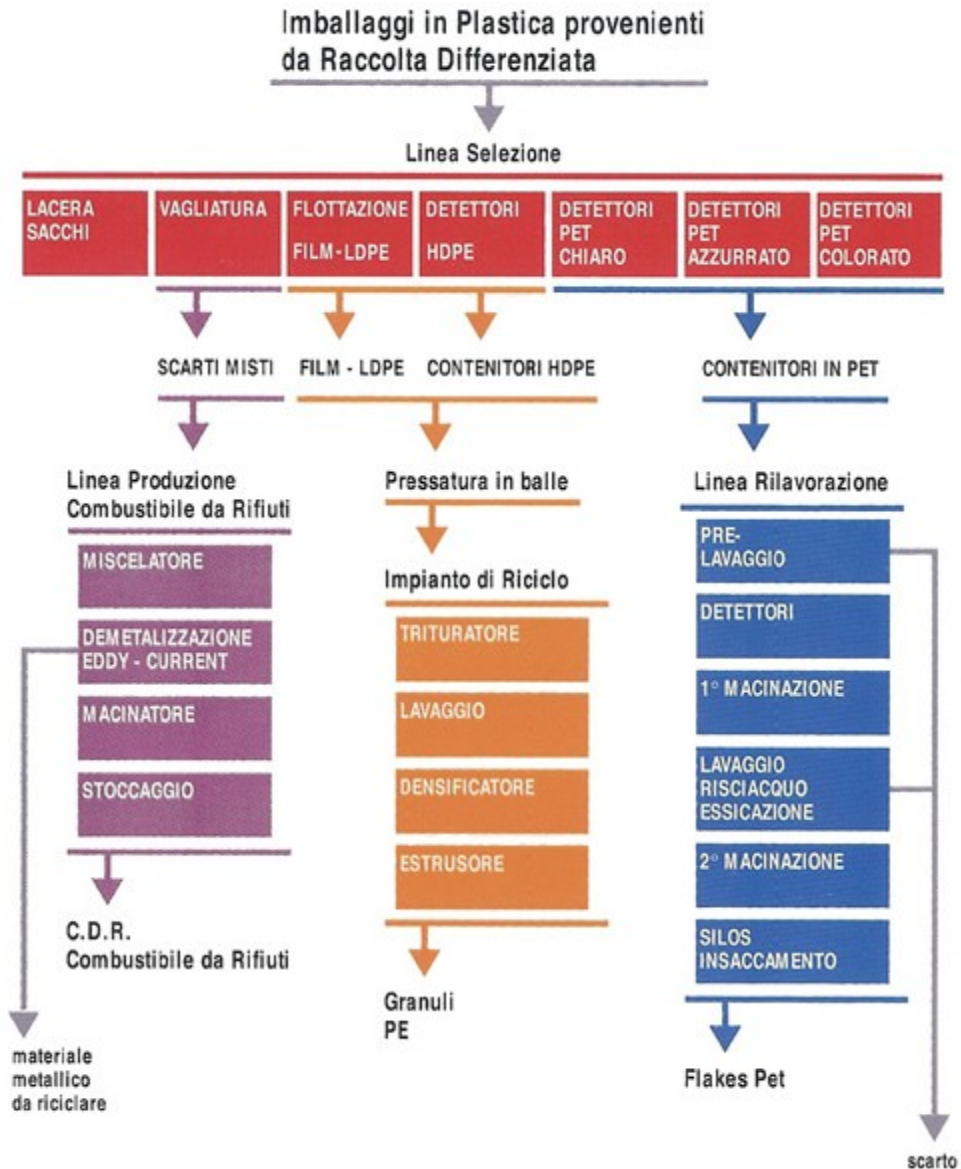 Imballaggi in Plastica provenienti
da Raccolta Differenziata
Linea Selezione
LACERA
SACCHI
VAGLIATURA
FLOTTAZIONE
FILM-LDPE
DETETTORI
HDPE
DETETTORI
PET
CHIARO
DETETTORI
PET
AZZURRATO
DETETTORI
PET
COLORATO
SCARTI MISTI
FILM - LDPE
CONTENITORI HDPE
CONTENITORI IN PET
Linea Produzione
Combustibile da Rifiuti
MISCELATORE
DEMETALIZZAZIONE
EDDY - CURRENT
MACINATORE
STOCCAGGIO
C.D.R.
Combustibile da Rifiuti
materiale
metallico
da riciclare
Pressatura in balle
Impianto di Riciclo
TRITURATORE
LAVAGGIO
DENSIFICATORE
ESTRUSORE
Granuli
PE
Linea Rilavorazione
PRE-
LAVAGGIO
DETETTORI
1° MACINAZIONE
LAVAGGIO
RISCIACQUO
ESSICAZIONE
2° MACINAZIONE
SILOS
INSACCAMENTO
Flakes Pet
scarto